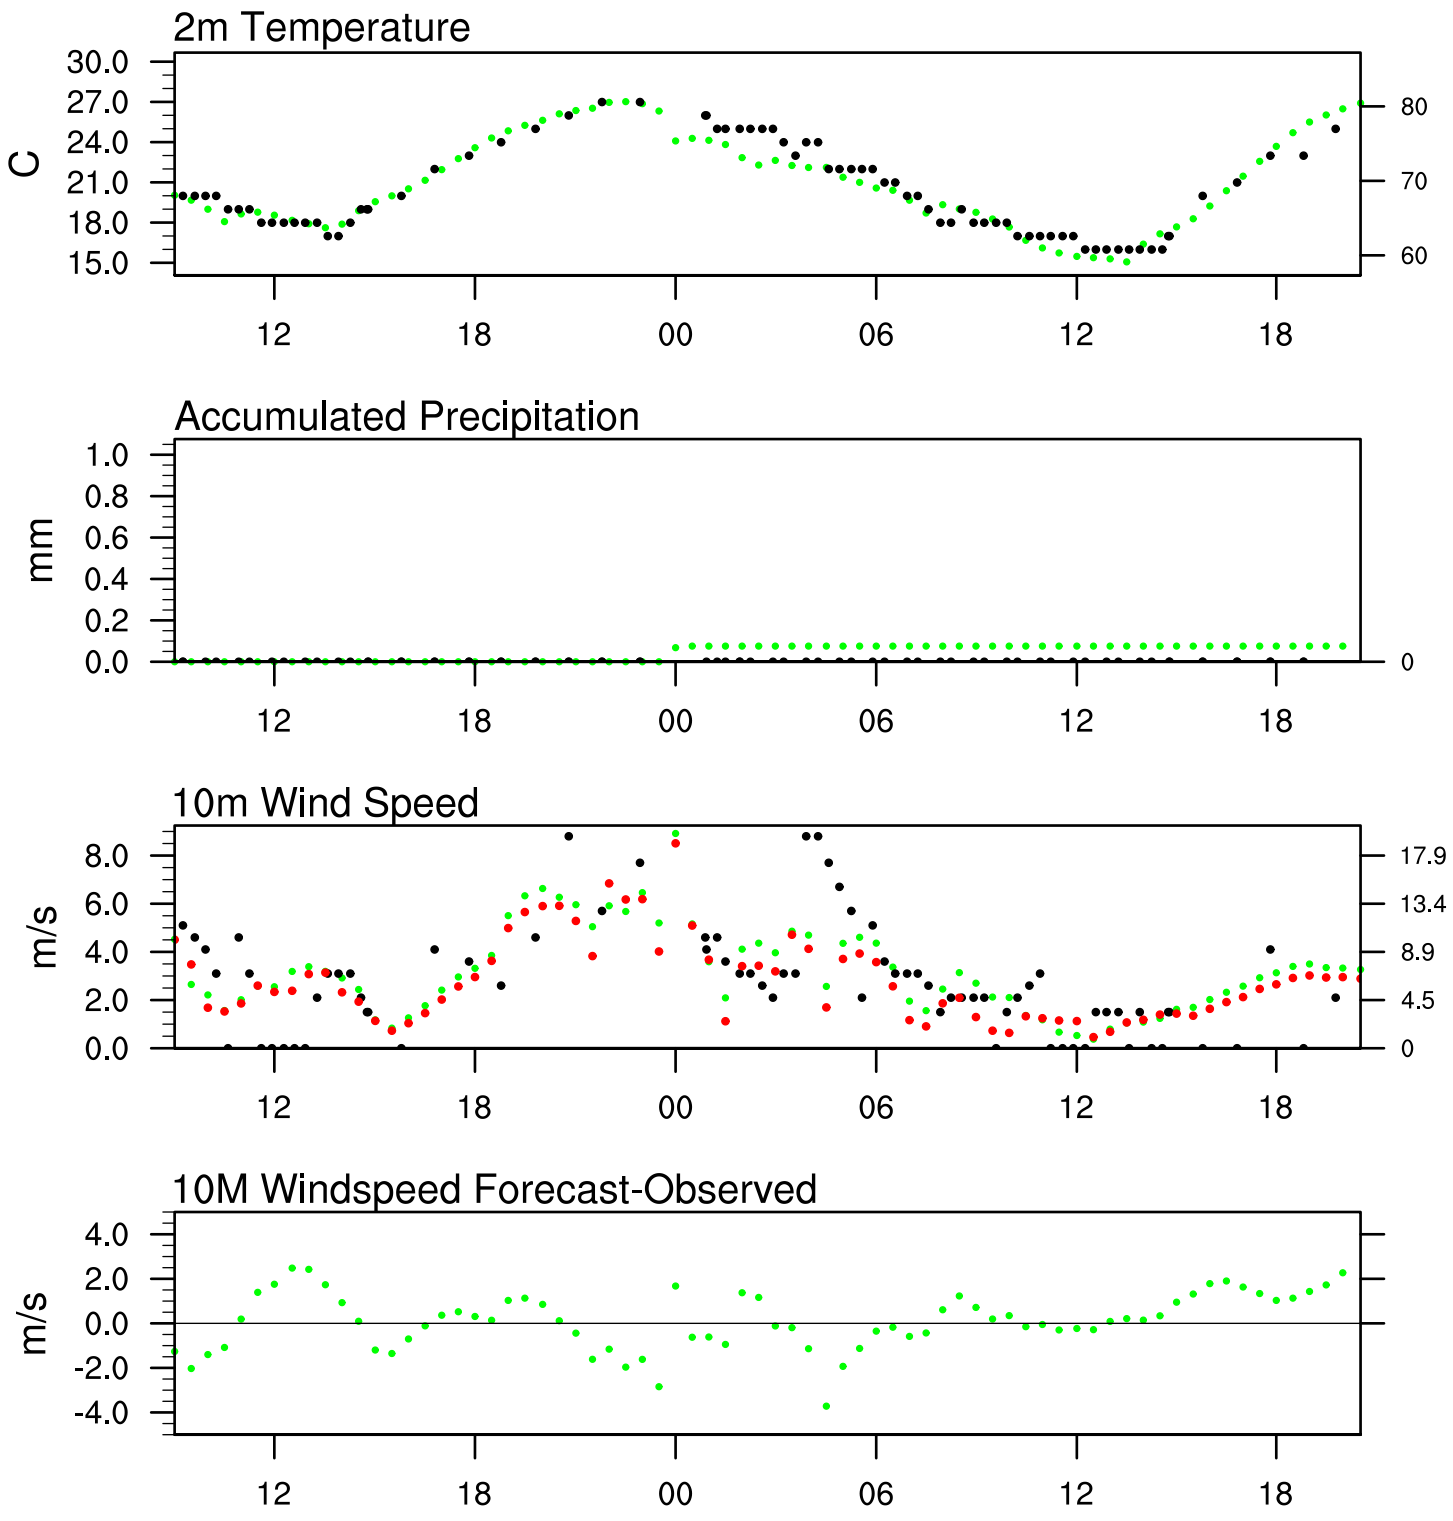 2m Temperature
30.0
27.0
24.0
21.0
18.0
15.0
C
80
70
60
12 18 00 06 12 18
Accumulated Precipitation
1.0
0.8
0.6
0.4
0.2
0.0
mm
0
12 18 00 06 12 18
10m Wind Speed
8.0
6.0
4.0
2.0
0.0
m/s
17.9
13.4
8.9
4.5
0
12 18 00 06 12 18
10M Windspeed Forecast-Observed
4.0
2.0
0.0
-2.0
-4.0
m/s
12 18 00 06 12 18